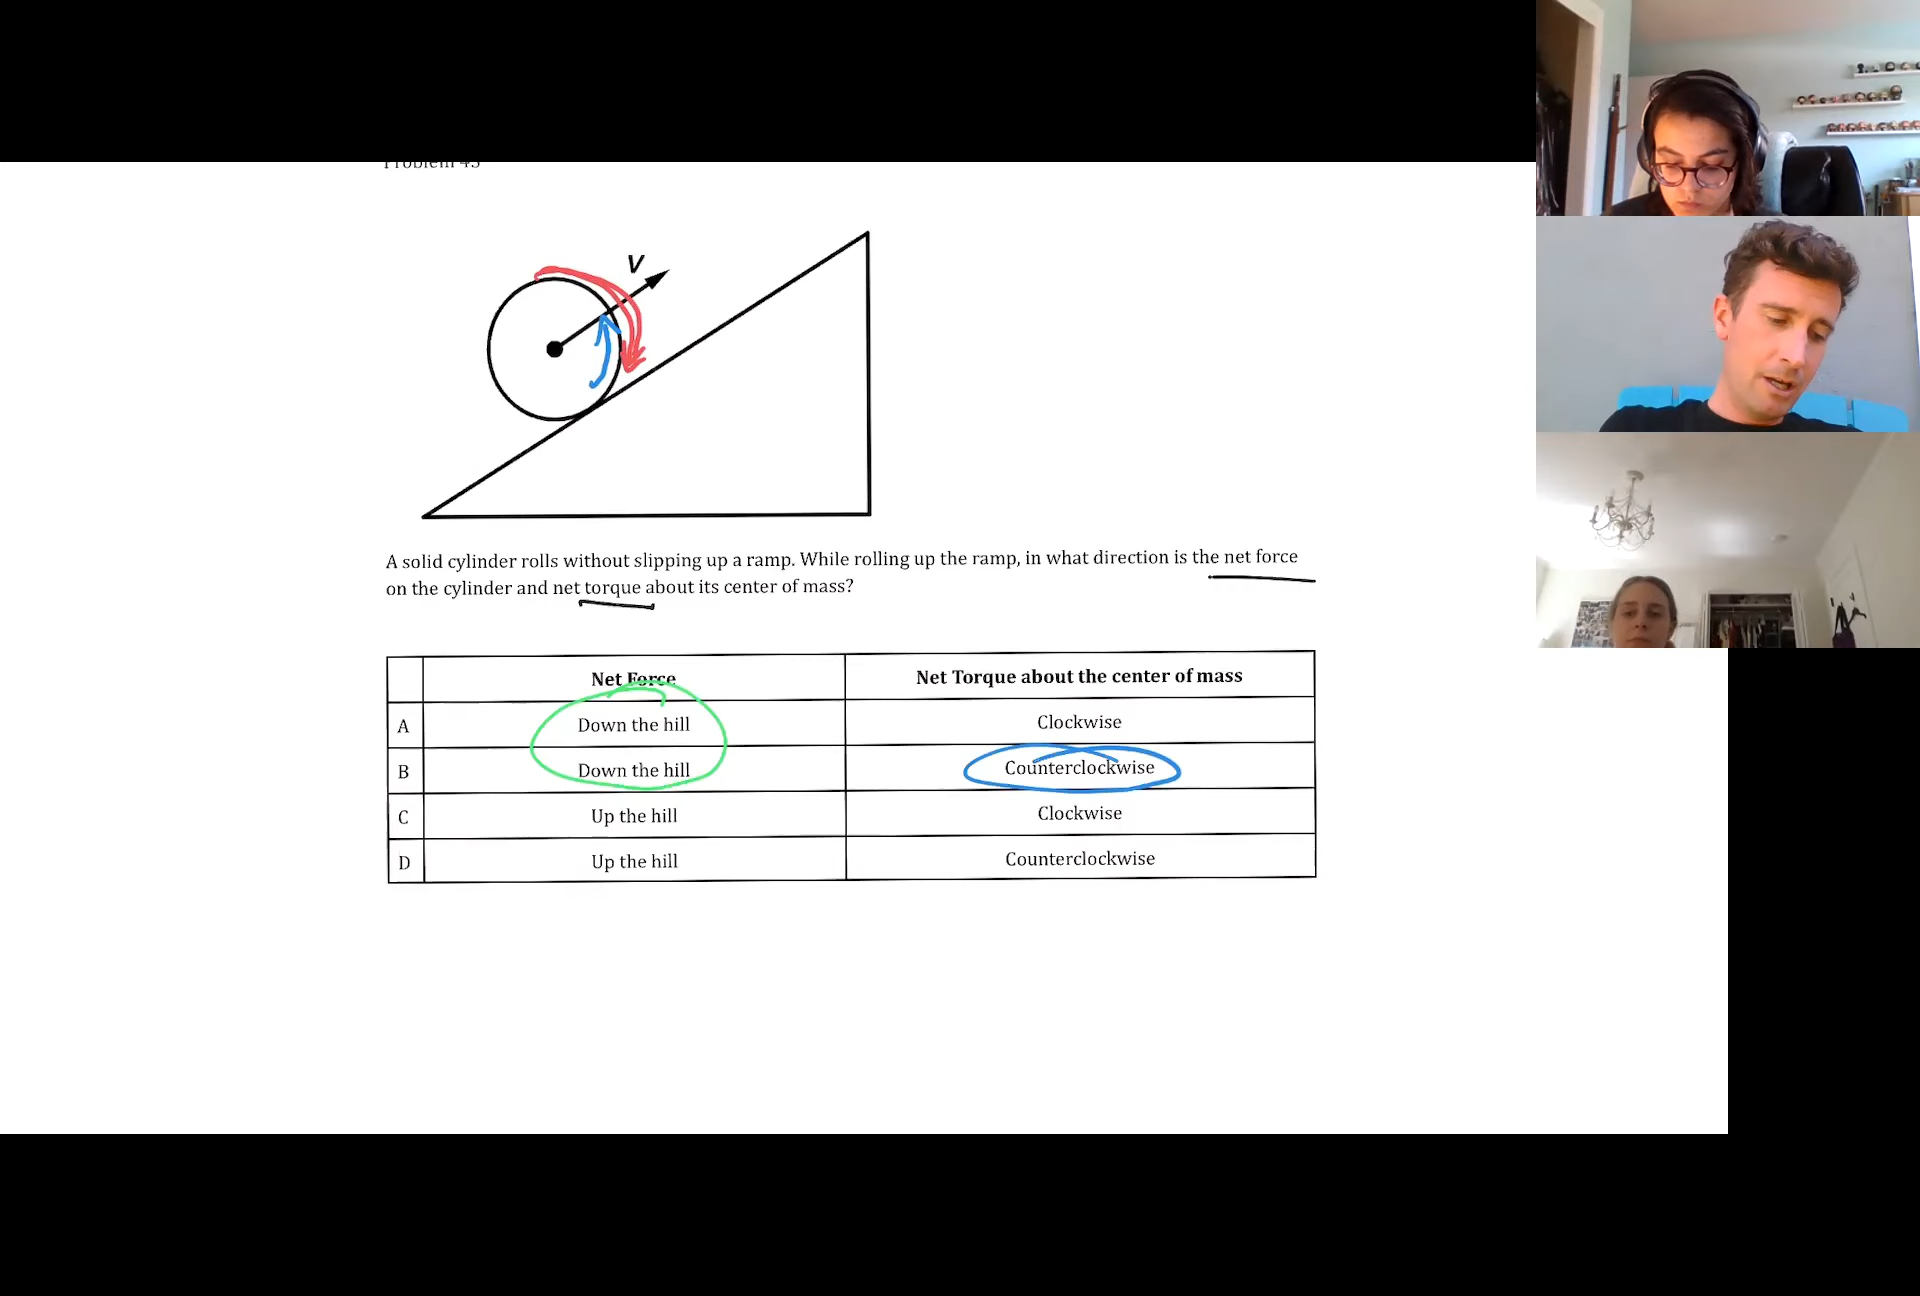 Problem 43
V
A solid cylinder rolls without slipping up a ramp. While rolling up the ramp, in what direction is the net force
on the cylinder and net torque about its center of mass?
Net Force Net Torque about the center of mass
A Down the hill Clockwise
B Down the hill Counterclockwise
C Up the hill Clockwise
D Up the hill Counterclockwise